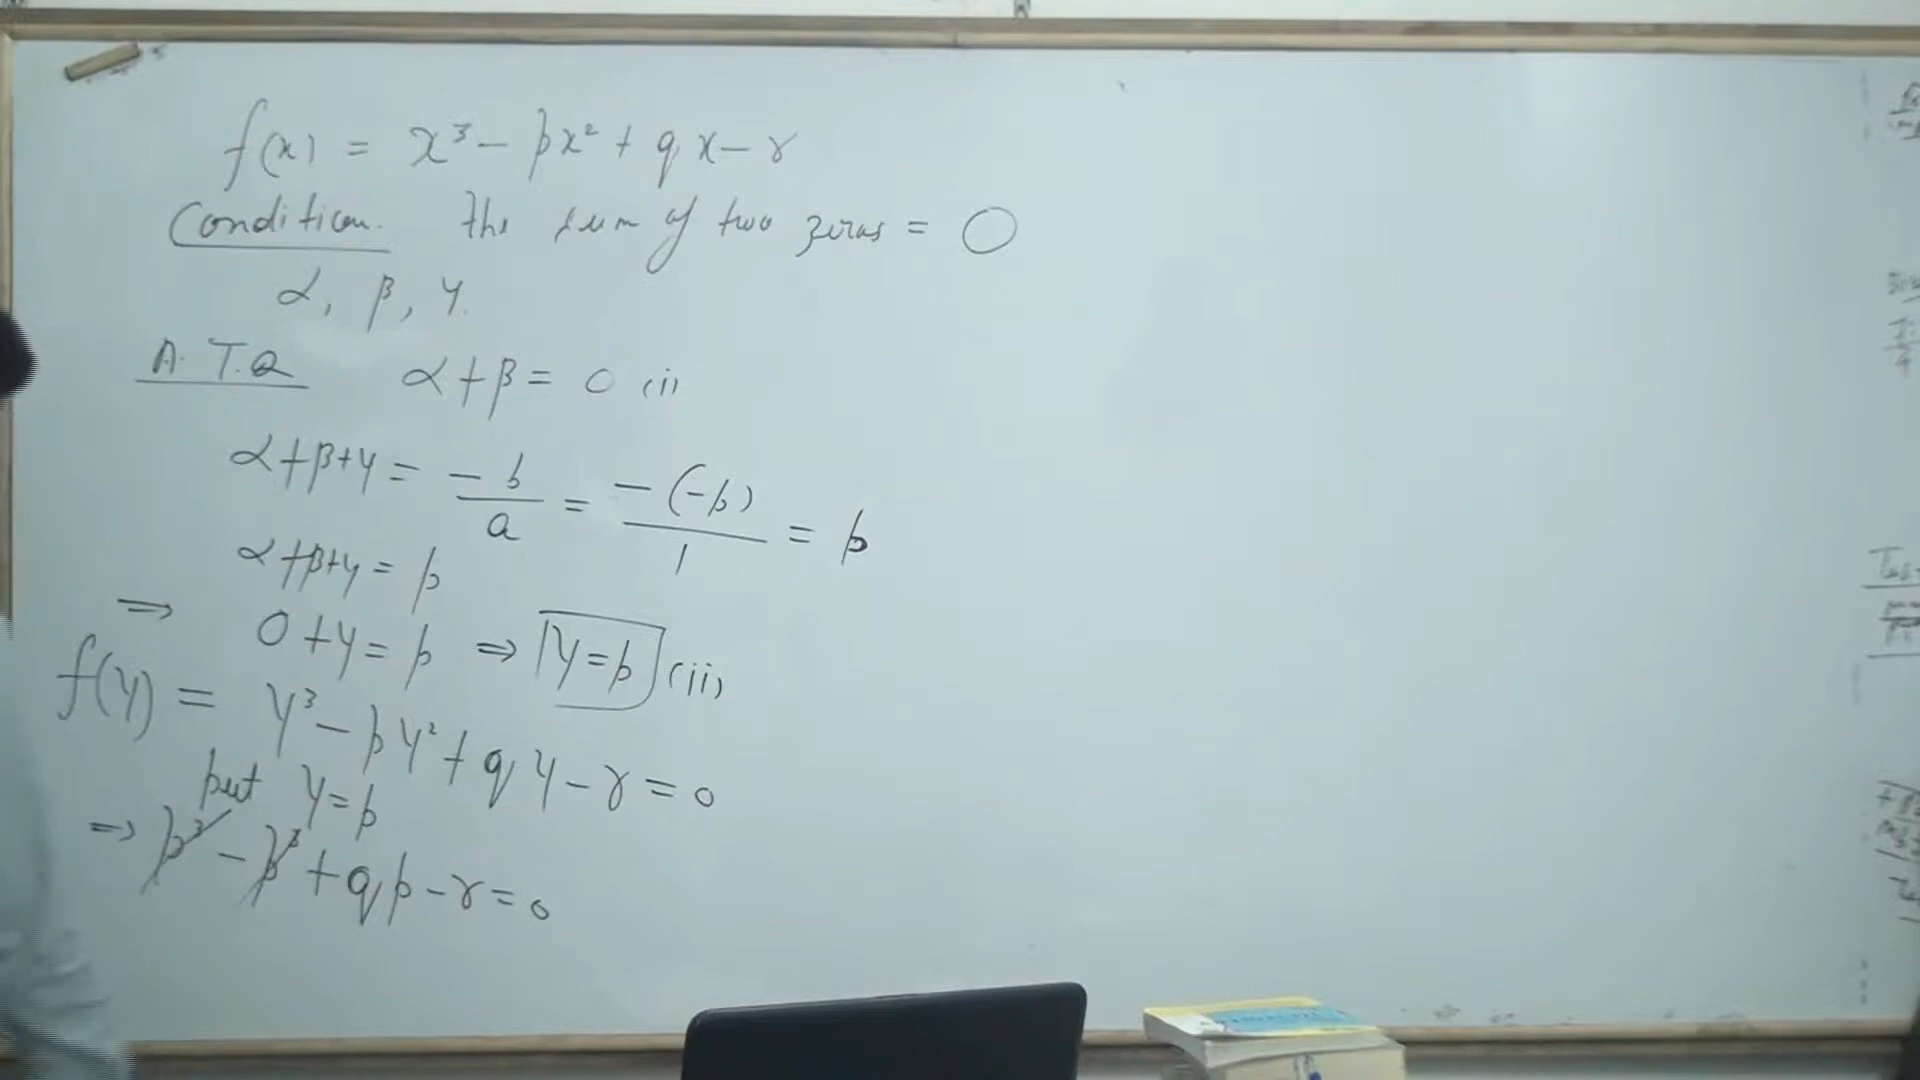 f(x) = x³ - px² + qx - r
Condition. The sum of two zeros = 0
α, β, γ.
A.T.Q α + β = 0 (i)
α + β + γ = -b/a = -(-p)/1 = p
α + β + γ = p
⇒ 0 + γ = p ⇒ γ = p (ii)
f(γ) = γ³ - pγ² + qγ - r = 0
put γ = p
⇒ p³ - p³ + qp - r = 0